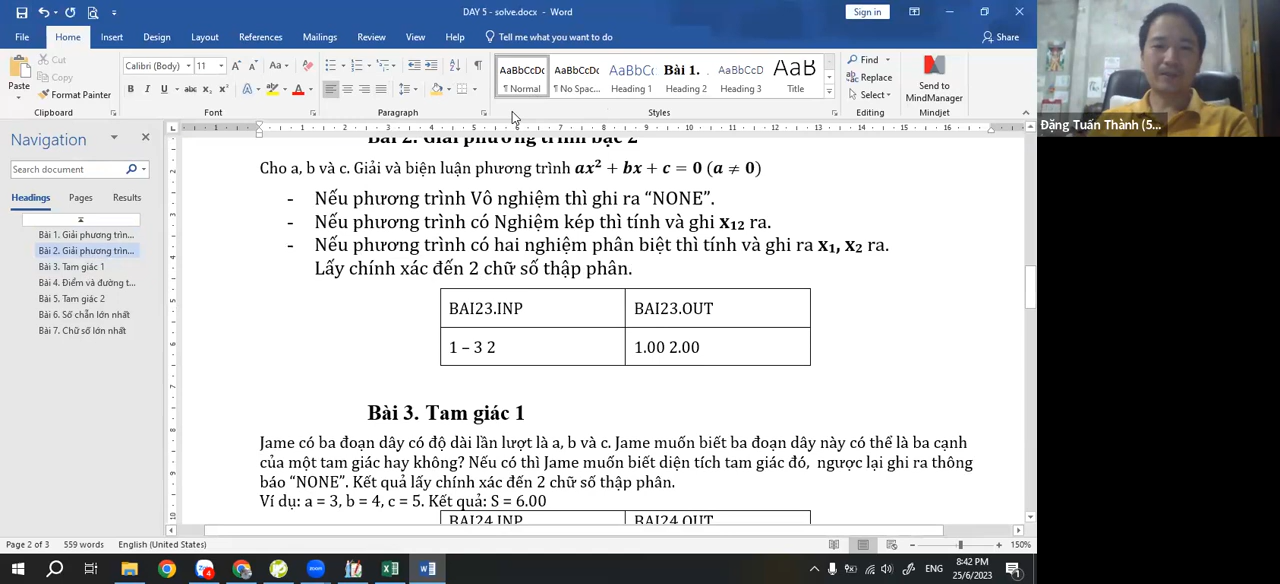 DAY 5 - solve.docx - Word
Sign in
File Home Insert Design Layout References Mailings Review View Help Tell me what you want to do Share
Paste Cut Copy Format Painter Clipboard
Calibri (Body) 11 Font
Paragraph
AaBbCcDc ¶ Normal
AaBbCcDc ¶ No Spac...
AaBbCc Heading 1
Bài 1. Heading 2
AaBbCcD Heading 3
AaB Title
Styles
Find Replace Select Editing
Send to MindManager Mindjet
Navigation
Search document
Headings Pages Results
Bài 1. Giải phương trìn...
Bài 2. Giải phương trìn...
Bài 3. Tam giác 1
Bài 4. Điểm và đường t...
Bài 5. Tam giác 2
Bài 6. Số chẵn lớn nhất
Bài 7. Chữ số lớn nhất
Bài 2. Giải phương trình bậc 2
Cho a, b và c. Giải và biện luận phương trình ax² + bx + c = 0 (a ≠ 0)
- Nếu phương trình Vô nghiệm thì ghi ra “NONE”.
- Nếu phương trình có Nghiệm kép thì tính và ghi x₁₂ ra.
- Nếu phương trình có hai nghiệm phân biệt thì tính và ghi ra x₁, x₂ ra.
Lấy chính xác đến 2 chữ số thập phân.
BAI23.INP BAI23.OUT
1 – 3 2 1.00 2.00
Bài 3. Tam giác 1
Jame có ba đoạn dây có độ dài lần lượt là a, b và c. Jame muốn biết ba đoạn dây này có thể là ba cạnh
của một tam giác hay không? Nếu có thì Jame muốn biết diện tích tam giác đó, ngược lại ghi ra thông
báo “NONE”. Kết quả lấy chính xác đến 2 chữ số thập phân.
Ví dụ: a = 3, b = 4, c = 5. Kết quả: S = 6.00
BAI24.INP BAI24.OUT
Page 2 of 3 559 words English (United States) 150%
ENG 8:42 PM
25/6/2023
Đặng Tuấn Thành (5...